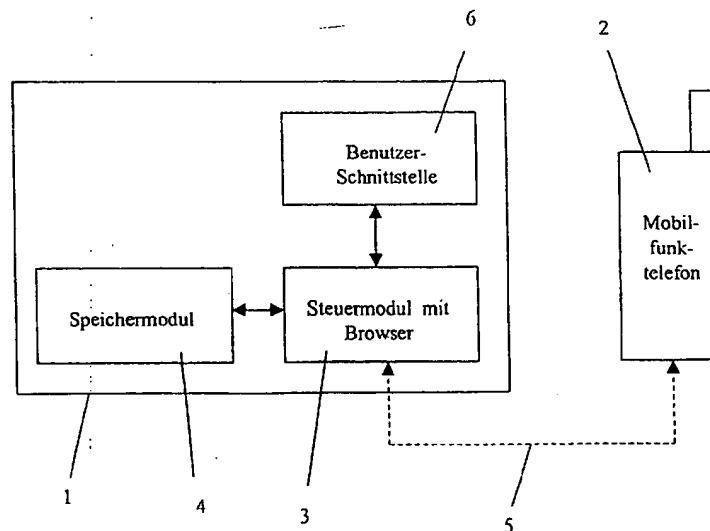 6
2
Benutzer-
Schnittstelle
Mobil-
funk-
telefon
Speichermodul
Steuermodul mit
Browser
1
4
3
5